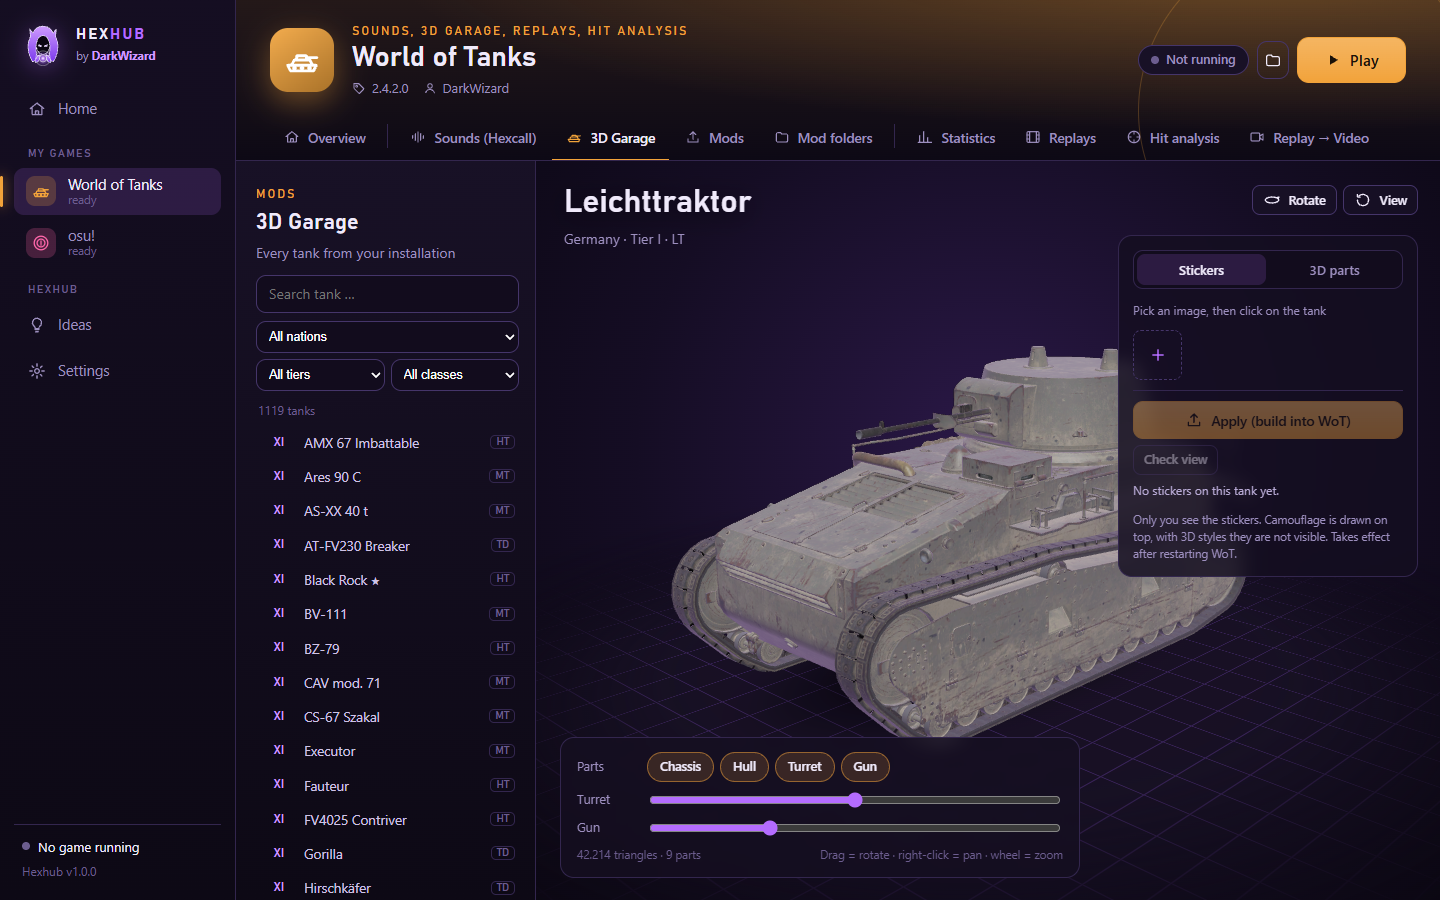 HEXHUB
by DarkWizard
Home
MY GAMES
World of Tanks
ready
osu!
ready
HEXHUB
Ideas
Settings
No game running
Hexhub v1.0.0
SOUNDS, 3D GARAGE, REPLAYS, HIT ANALYSIS
World of Tanks
2.4.2.0 DarkWizard
Not running
Play
Overview Sounds (Hexcall) 3D Garage Mods Mod folders Statistics Replays Hit analysis Replay → Video
MODS
3D Garage
Every tank from your installation
Search tank ...
All nations
All tiers All classes
1119 tanks
XI AMX 67 Imbattable HT
XI Ares 90 C MT
XI AS-XX 40 t MT
XI AT-FV230 Breaker TD
XI Black Rock ★ HT
XI BV-111 MT
XI BZ-79 HT
XI CAV mod. 71 MT
XI CS-67 Szakal MT
XI Executor MT
XI Fauteur HT
XI FV4025 Contriver HT
XI Gorilla TD
XI Hirschkäfer TD
Leichttraktor
Germany · Tier I · LT
Rotate View
Stickers 3D parts
Pick an image, then click on the tank
+
Apply (build into WoT)
Check view
No stickers on this tank yet.
Only you see the stickers. Camouflage is drawn on
top, with 3D styles they are not visible. Takes effect
after restarting WoT.
Parts Chassis Hull Turret Gun
Turret
Gun
42.214 triangles · 9 parts Drag = rotate · right-click = pan · wheel = zoom